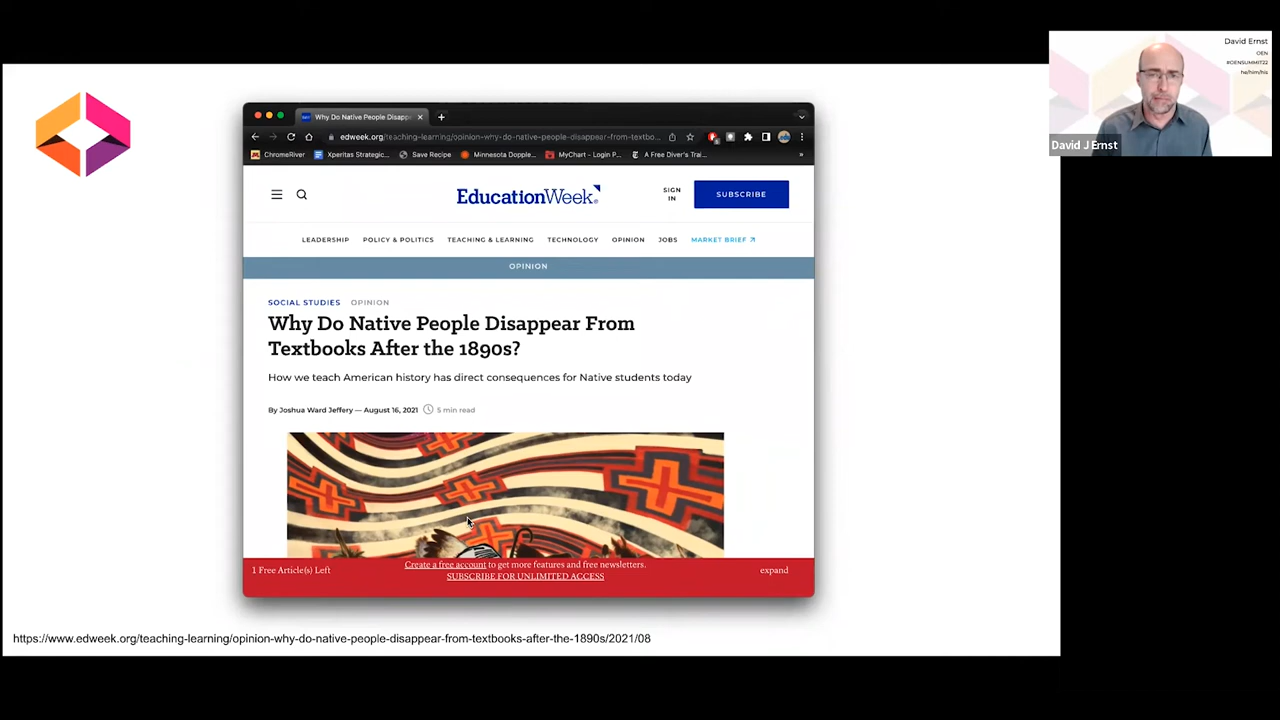 Why Do Native People Disappe
edweek.org/teaching-learning/opinion-why-do-native-people-disappear-from-textbo...
ChromeRiver
Xperitas Strategic...
Save Recipe
Minnesota Dopple...
MyChart - Login P...
A Free Diver's Trai...
EducationWeek®
SIGN
IN
SUBSCRIBE
LEADERSHIP POLICY & POLITICS TEACHING & LEARNING TECHNOLOGY OPINION JOBS MARKET BRIEF
OPINION
SOCIAL STUDIES OPINION
Why Do Native People Disappear From
Textbooks After the 1890s?
How we teach American history has direct consequences for Native students today
By Joshua Ward Jeffery — August 16, 2021 5 min read
1 Free Article(s) Left
Create a free account to get more features and free newsletters.
SUBSCRIBE FOR UNLIMITED ACCESS
expand
https://www.edweek.org/teaching-learning/opinion-why-do-native-people-disappear-from-textbooks-after-the-1890s/2021/08
David Ernst
OEN
#OENSUMMIT22
he/him/his
David J Ernst